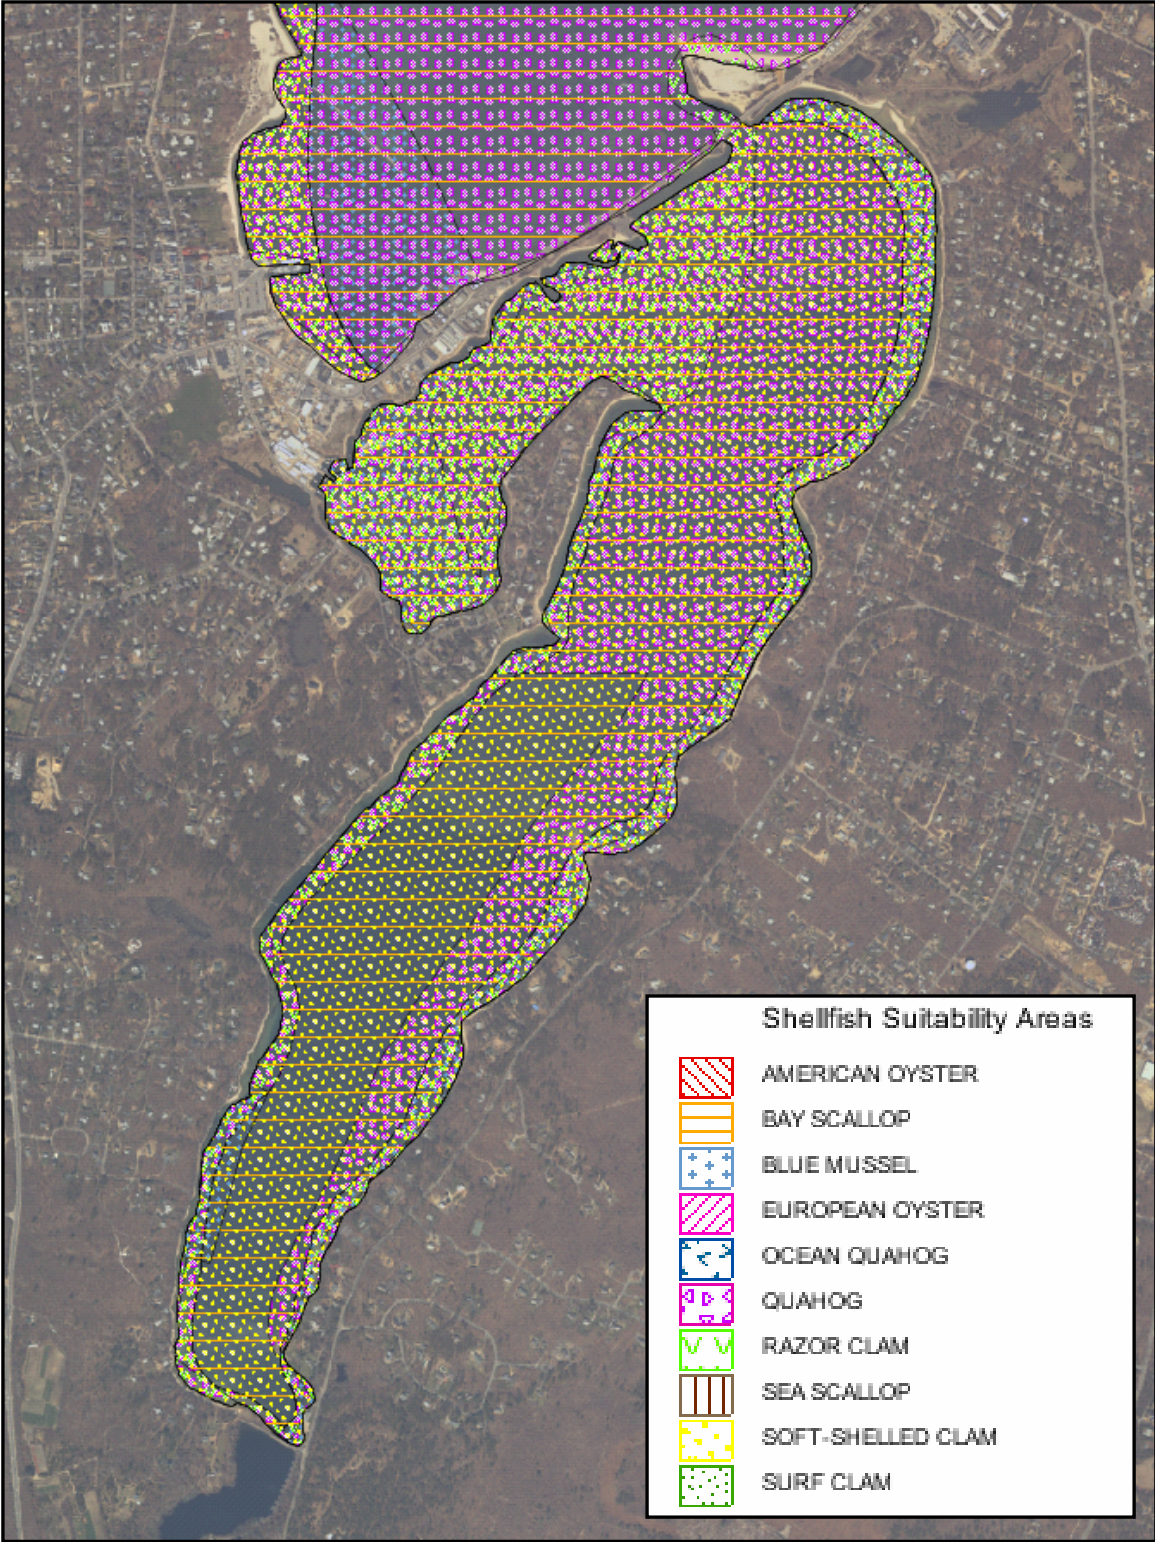 Shellfish Suitability Areas
AMERICAN OYSTER
BAY SCALLOP
BLUE MUSSEL
EUROPEAN OYSTER
OCEAN QUAHOG
QUAHOG
RAZOR CLAM
SEA SCALLOP
SOFT-SHELLED CLAM
SURF CLAM